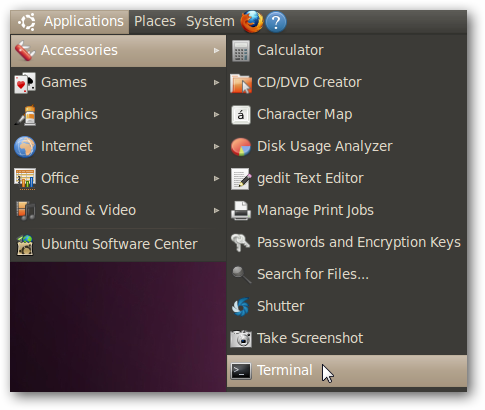 Applications Places System ?
Accessories
Games
Graphics
Internet
Office
Sound & Video
Ubuntu Software Center
Calculator
CD/DVD Creator
á Character Map
Disk Usage Analyzer
gedit Text Editor
Manage Print Jobs
Passwords and Encryption Keys
Search for Files...
Shutter
Take Screenshot
>_ Terminal